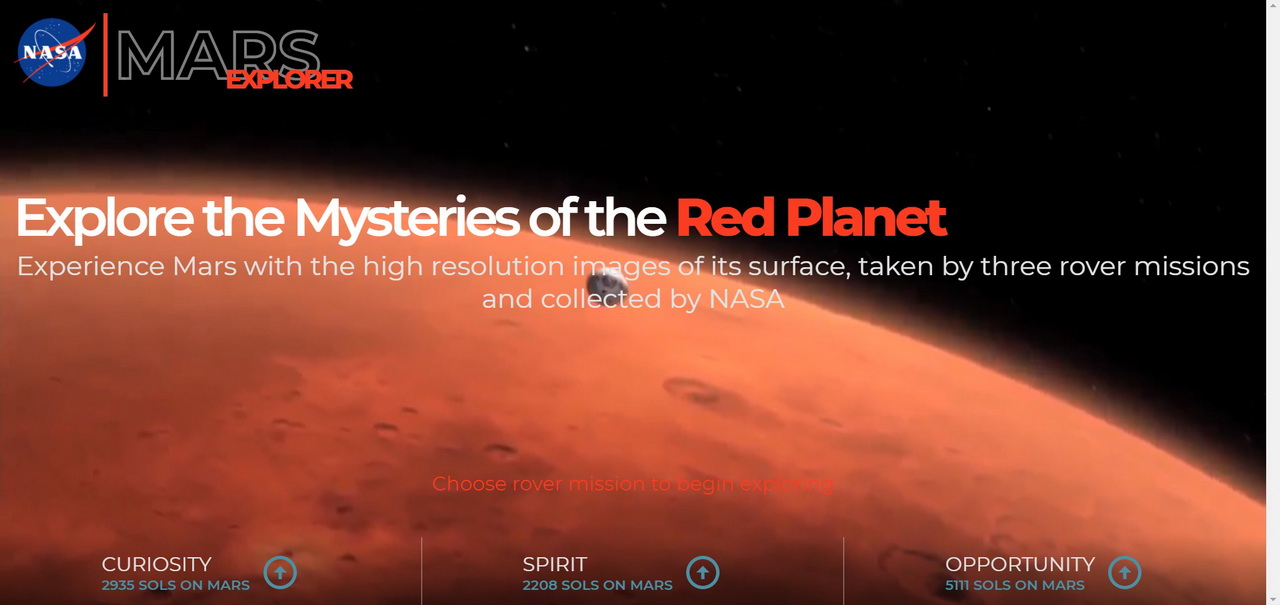 NASA
MARS
EXPLORER
Explore the Mysteries of the Red Planet
Experience Mars with the high resolution images of its surface, taken by three rover missions
and collected by NASA
Choose rover mission to begin exploring
CURIOSITY
2935 SOLS ON MARS
SPIRIT
2208 SOLS ON MARS
OPPORTUNITY
5111 SOLS ON MARS